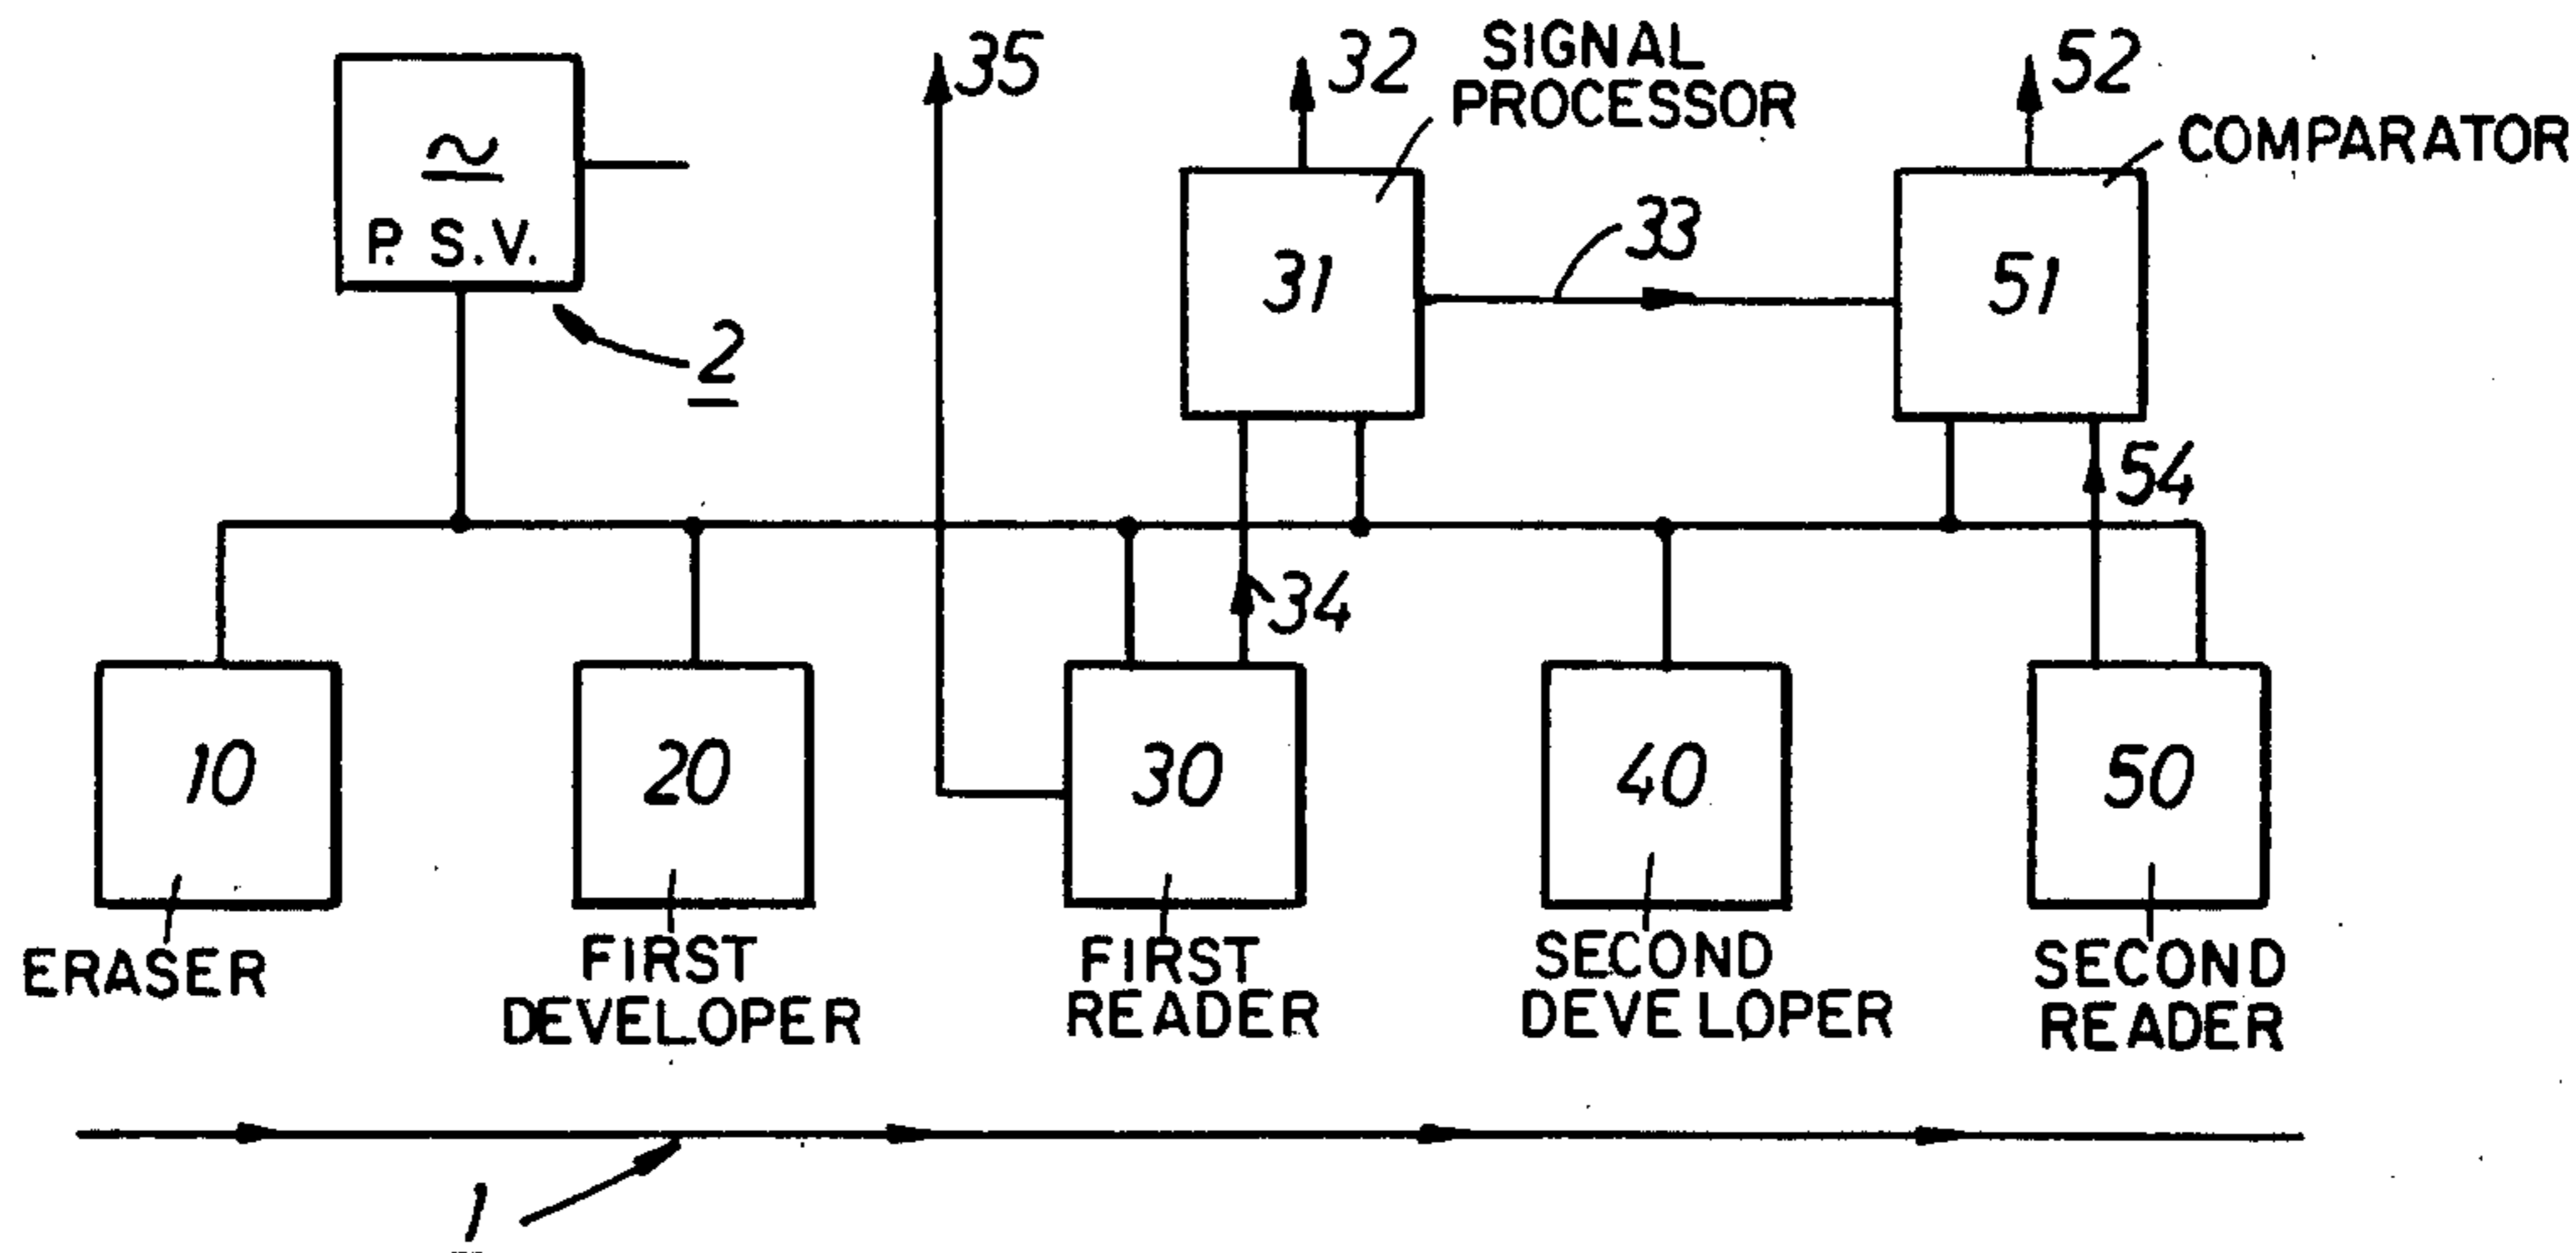 35
32
SIGNAL
PROCESSOR
52
COMPARATOR
≃
P. S.V.
2
31
33
51
34
54
10
20
30
40
50
ERASER
FIRST
DEVELOPER
FIRST
READER
SECOND
DEVELOPER
SECOND
READER
1